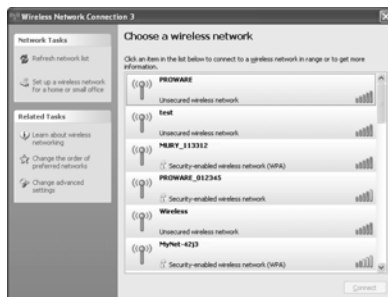 Wireless Network Connection 3
Network Tasks
Refresh network list
Set up a wireless network
for a home or small office
Related Tasks
Learn about wireless
networking
Change the order of
preferred networks
Change advanced
settings
Choose a wireless network
Click an item in the list below to connect to a wireless network in range or to get more
information.
PROWARE
Unsecured wireless network
test
Unsecured wireless network
MURY_113312
Security-enabled wireless network (WPA)
PROWARE_012345
Security-enabled wireless network
Wireless
Unsecured wireless network
MyNet-42j3
Security-enabled wireless network (WPA)
Connect